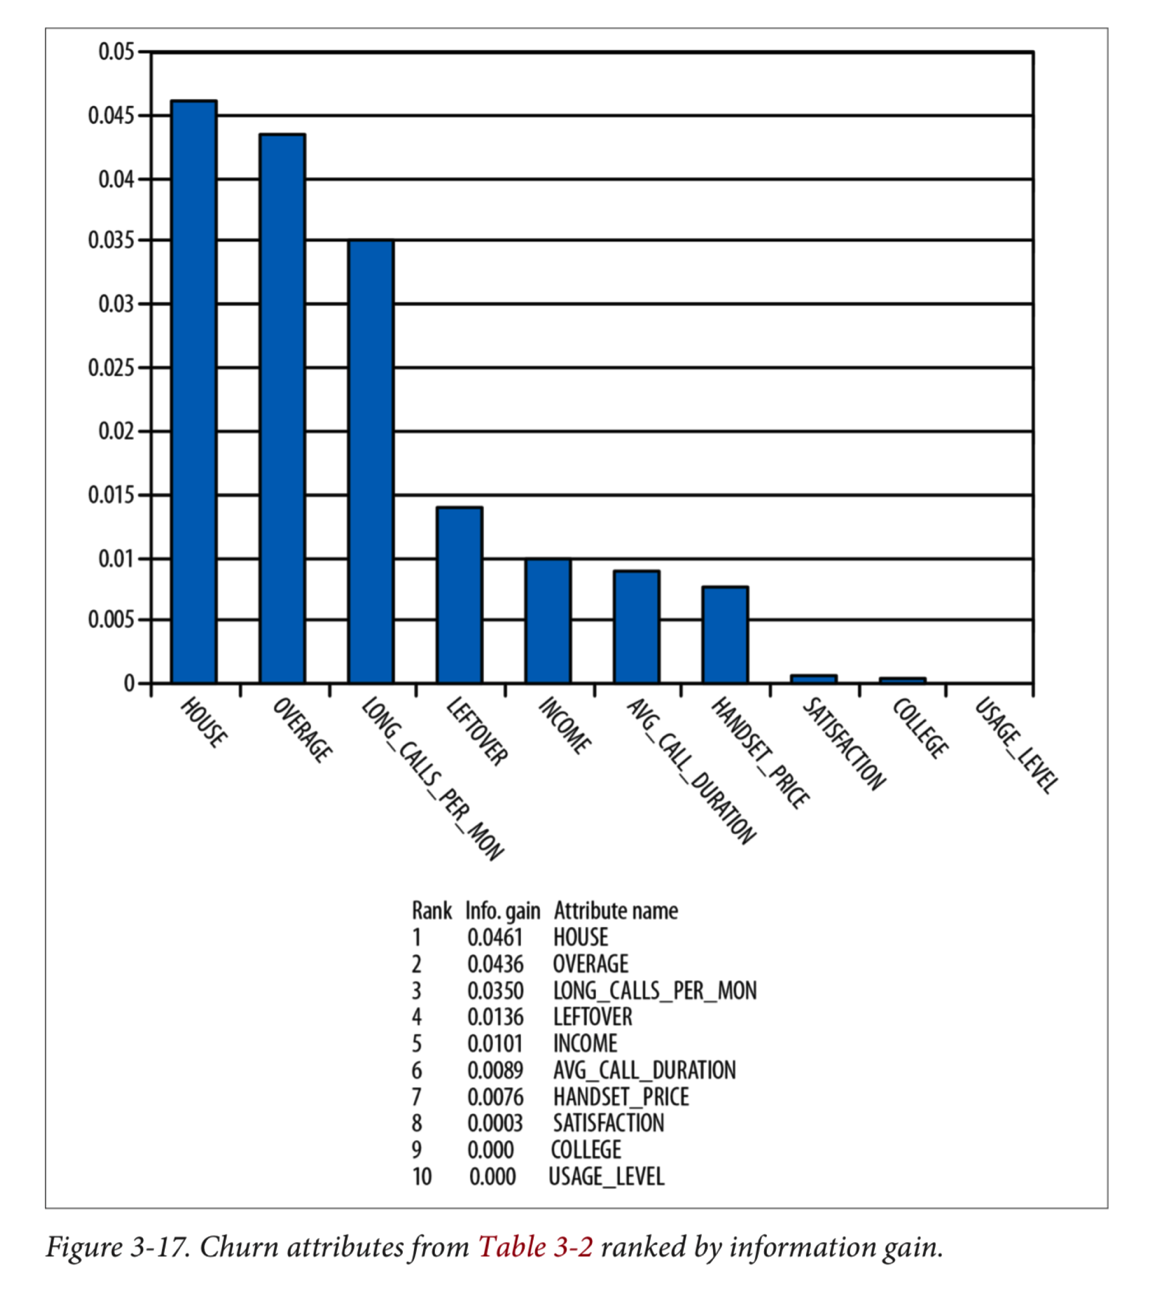 0.05
0.045
0.04
0.035
0.03
0.025
0.02
0.015
0.01
0.005
0
HOUSE
OVERAGE
LONG_CALLS_PER_MON
LEFTOVER
INCOME
AVG_CALL_DURATION
HANDSET_PRICE
SATISFACTION
COLLEGE
USAGE_LEVEL
Rank Info. gain Attribute name
1 0.0461 HOUSE
2 0.0436 OVERAGE
3 0.0350 LONG_CALLS_PER_MON
4 0.0136 LEFTOVER
5 0.0101 INCOME
6 0.0089 AVG_CALL_DURATION
7 0.0076 HANDSET_PRICE
8 0.0003 SATISFACTION
9 0.000 COLLEGE
10 0.000 USAGE_LEVEL
Figure 3-17. Churn attributes from Table 3-2 ranked by information gain.